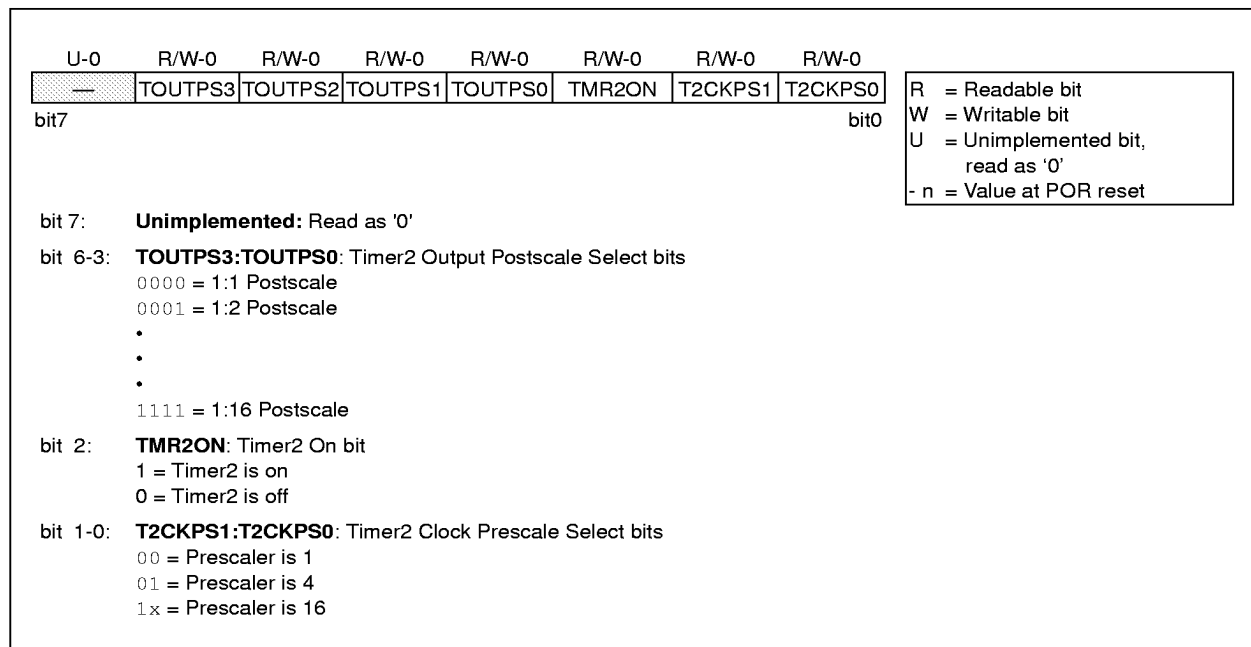 U-0 R/W-0 R/W-0 R/W-0 R/W-0 R/W-0 R/W-0 R/W-0
— TOUTPS3 TOUTPS2 TOUTPS1 TOUTPS0 TMR2ON T2CKPS1 T2CKPS0
bit7 bit0
R = Readable bit
W = Writable bit
U = Unimplemented bit,
read as ‘0’
- n = Value at POR reset
bit 7: Unimplemented: Read as '0'
bit 6-3: TOUTPS3:TOUTPS0: Timer2 Output Postscale Select bits
0000 = 1:1 Postscale
0001 = 1:2 Postscale
•
•
•
1111 = 1:16 Postscale
bit 2: TMR2ON: Timer2 On bit
1 = Timer2 is on
0 = Timer2 is off
bit 1-0: T2CKPS1:T2CKPS0: Timer2 Clock Prescale Select bits
00 = Prescaler is 1
01 = Prescaler is 4
1x = Prescaler is 16